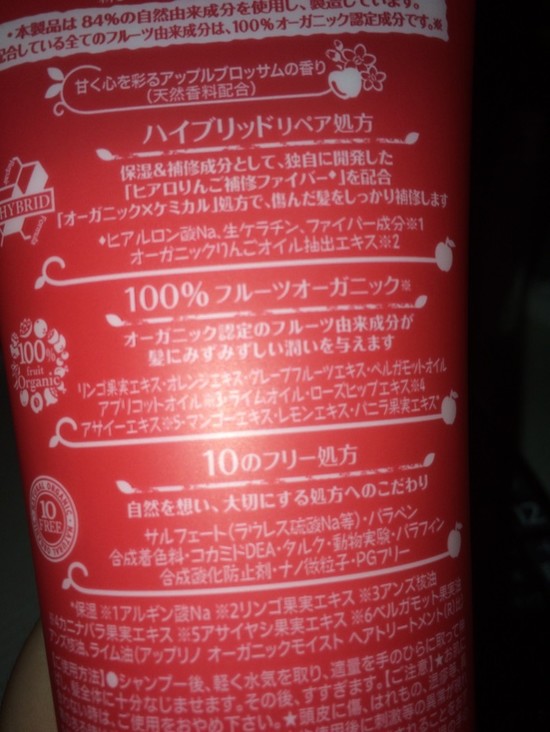 *本製品は84%の自然由来成分を使用し、製造しています。
配合している全てのフルーツ由来成分は、100%オーガニック認定成分です。※
甘く心を彩るアップルブロッサムの香り
(天然香料配合)
ハイブリッドリペア処方
HYBRID
保湿&補修成分として、独自に開発した
「ヒアロりんご補修ファイバー◆」を配合
「オーガニック×ケミカル」処方で、傷んだ髪をしっかり補修します
◆ヒアルロン酸Na、生ケラチン、ファイバー成分※1
オーガニックりんごオイル抽出エキス※2
100%フルーツオーガニック※
100%
fruit
Organic
オーガニック認定のフルーツ由来成分が
髪にみずみずしい潤いを与えます
リンゴ果実エキス・オレンジエキス・グレープフルーツエキス・ベルガモットオイル
アプリコットオイル※3・ライムオイル・ローズヒップエキス※4
アサイーエキス※5・マンゴーエキス・レモンエキス・バニラ果実エキス*
10のフリー処方
10
FREE
自然を想い、大切にする処方へのこだわり
サルフェート(ラウレス硫酸Na等)・パラベン
合成着色料・コカミドDEA・タルク・動物実験・パラフィン
合成酸化防止剤・ナノ微粒子・PGフリー
*保湿 ※1アルギン酸Na ※2リンゴ果実エキス ※3アンズ核油
※4カニナバラ果実エキス ※5アサイヤシ果実エキス ※6ベルガモット果実油
アンズ核油、ライム油(アップリノ オーガニックモイスト ヘアトリートメント(R)は
ご使用方法】●シャンプー後、軽く水気を取り、適量を手のひらに取って
髪全体に十分なじませます。その後、すすぎます。【ご注意】★お肌
ない時は、ご使用をおやめ下さい。★頭皮に傷、はれもの、湿疹等、異
使用後に刺激等の異常が